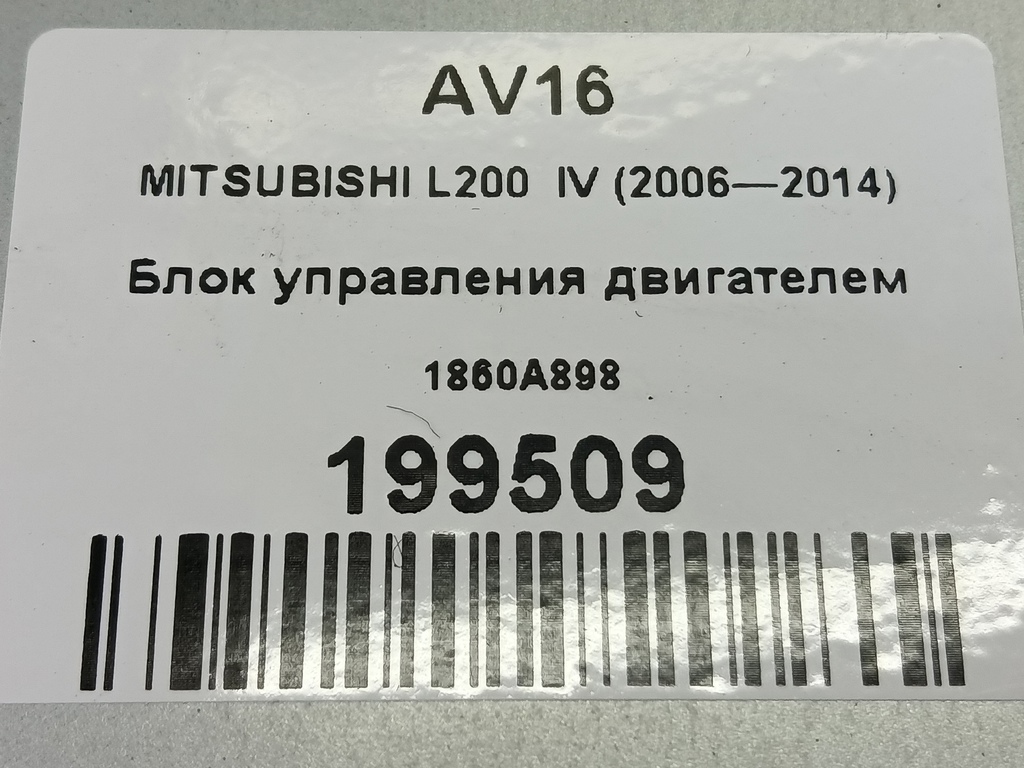 AV16
MITSUBISHI L200 IV (2006—2014)
Блок управления двигателем
1860A898
199509